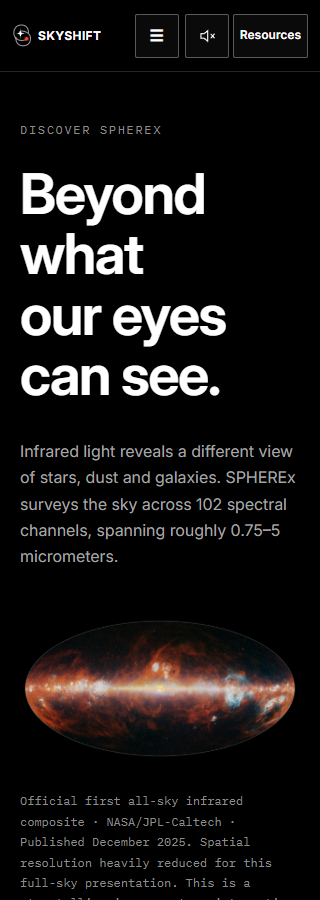 SKYSHIFT
Resources
DISCOVER SPHEREX
Beyond
what
our eyes
can see.
Infrared light reveals a different view
of stars, dust and galaxies. SPHEREx
surveys the sky across 102 spectral
channels, spanning roughly 0.75–5
micrometers.
Official first all-sky infrared
composite · NASA/JPL-Caltech ·
Published December 2025. Spatial
resolution heavily reduced for this
full-sky presentation. This is a